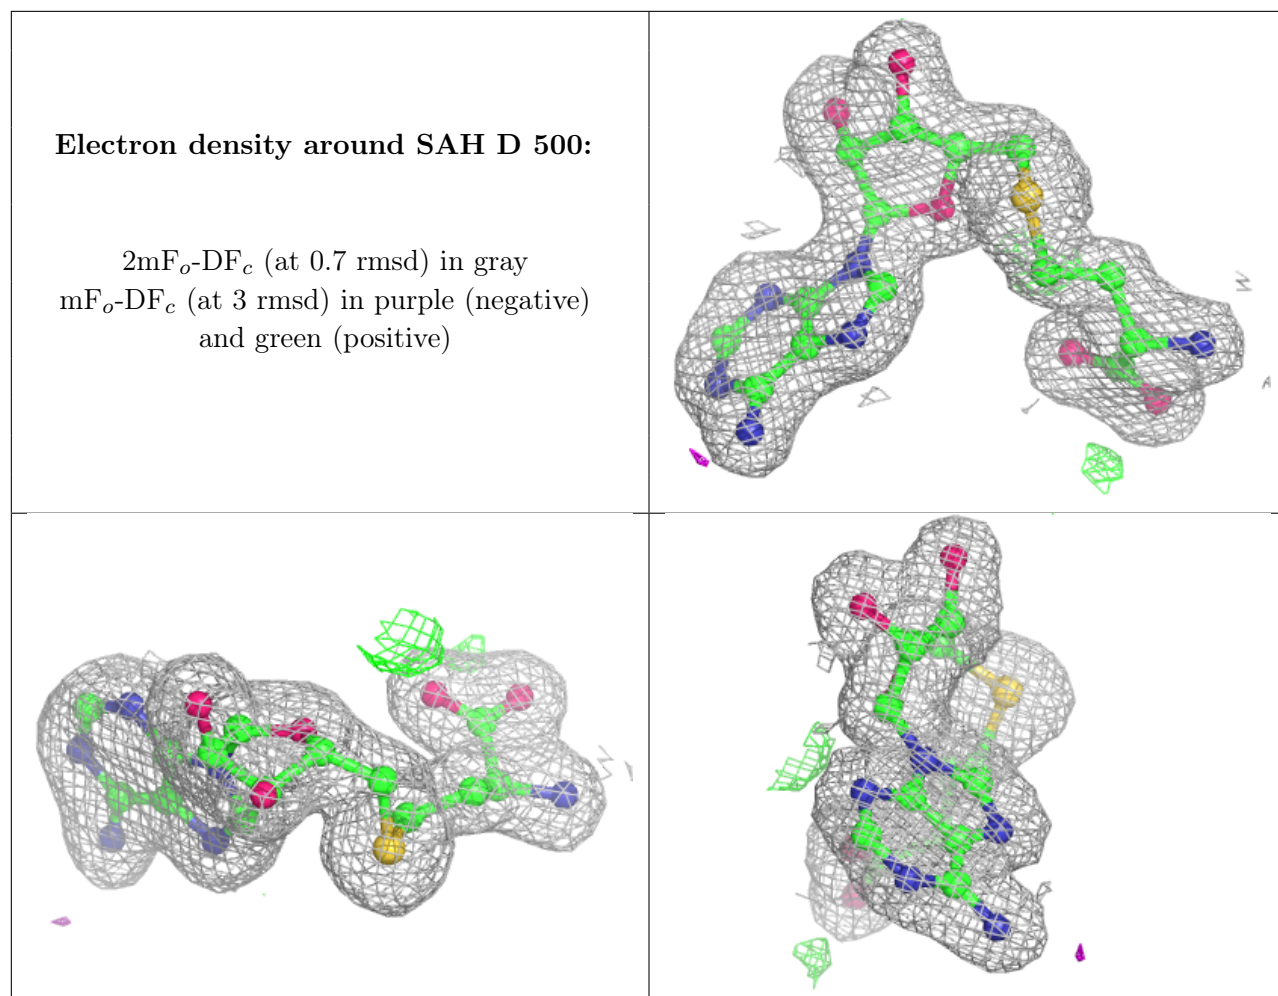 Electron density around SAH D 500:
2mFo-DFc (at 0.7 rmsd) in gray
mFo-DFc (at 3 rmsd) in purple (negative)
and green (positive)